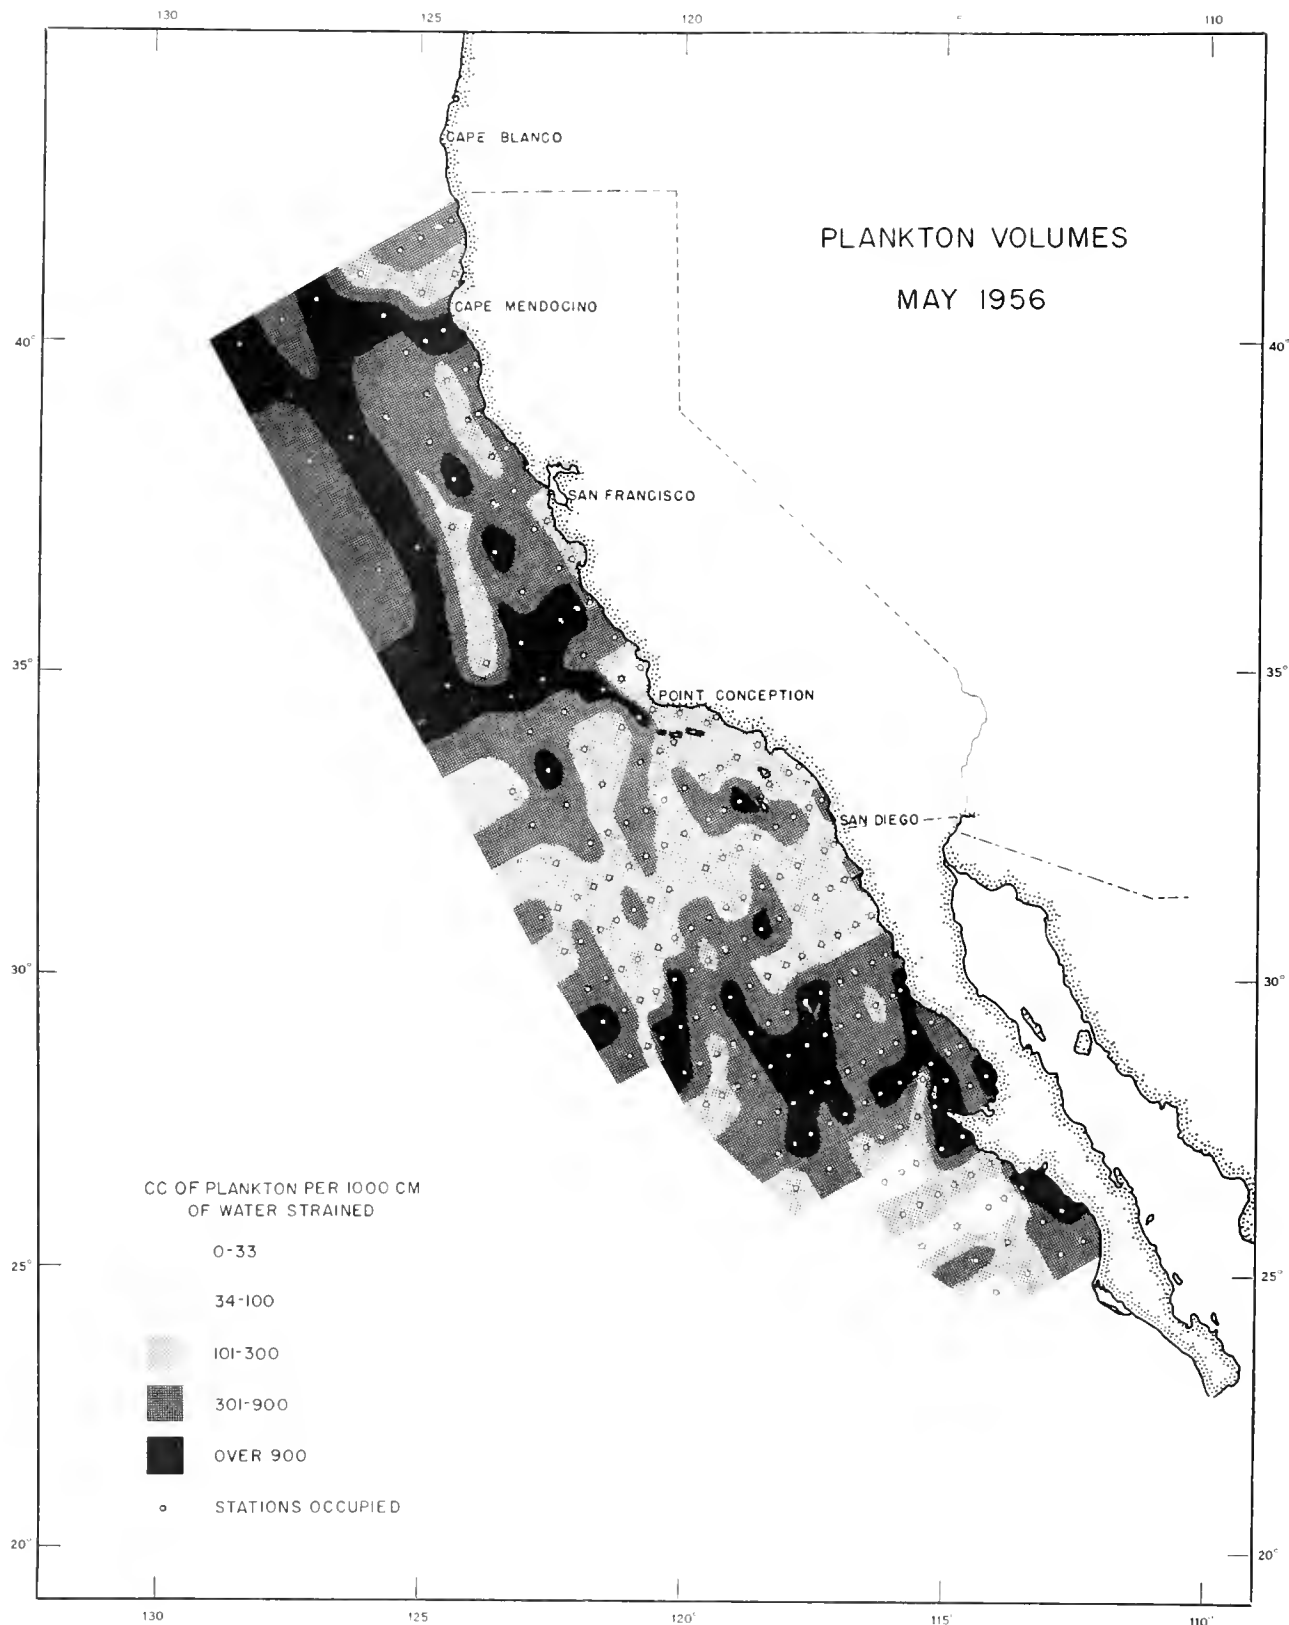 130 125 120 110
CAPE BLANCO
PLANKTON VOLUMES
MAY 1956
CAPE MENDOCINO
40° 40°
SAN FRANCISCO
35° 35°
POINT CONCEPTION
SAN DIEGO
30° 30°
CC OF PLANKTON PER 1000 CM
OF WATER STRAINED
0-33
25° 25°
34-100
101-300
301-900
OVER 900
STATIONS OCCUPIED
20° 20°
130 125 120° 115° 110°